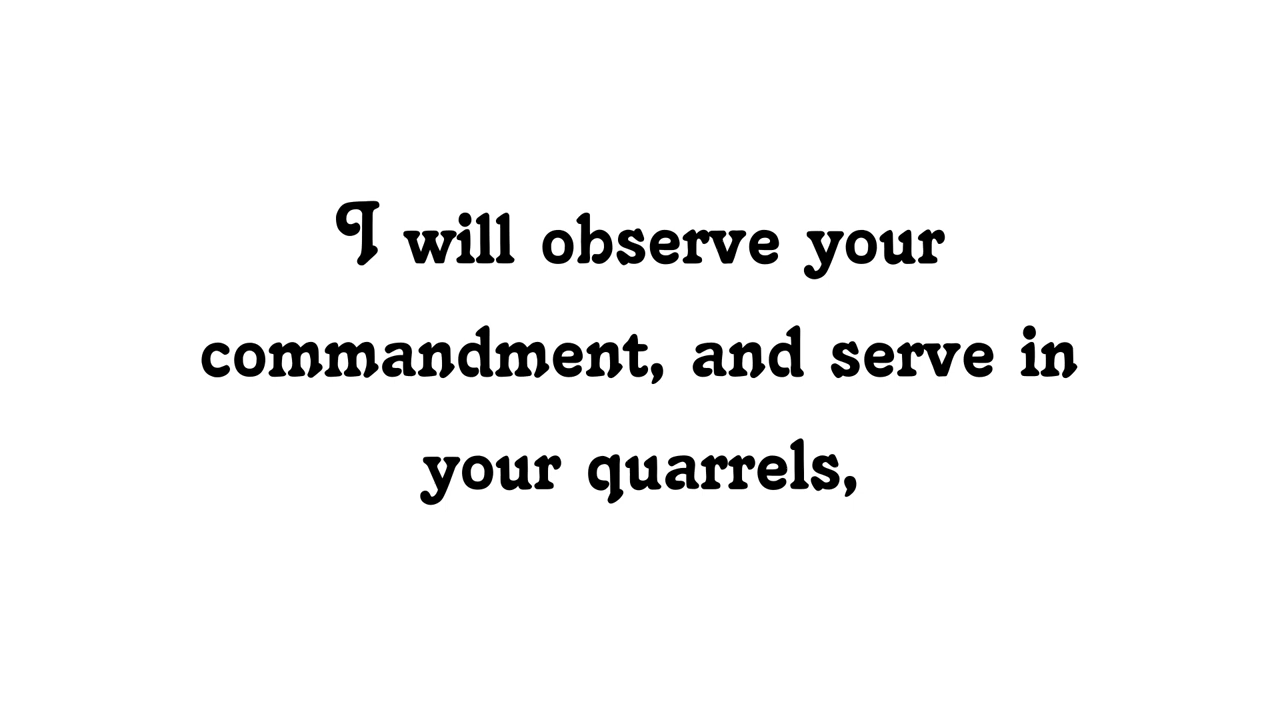 I will observe your
commandment, and serve in
your quarrels,